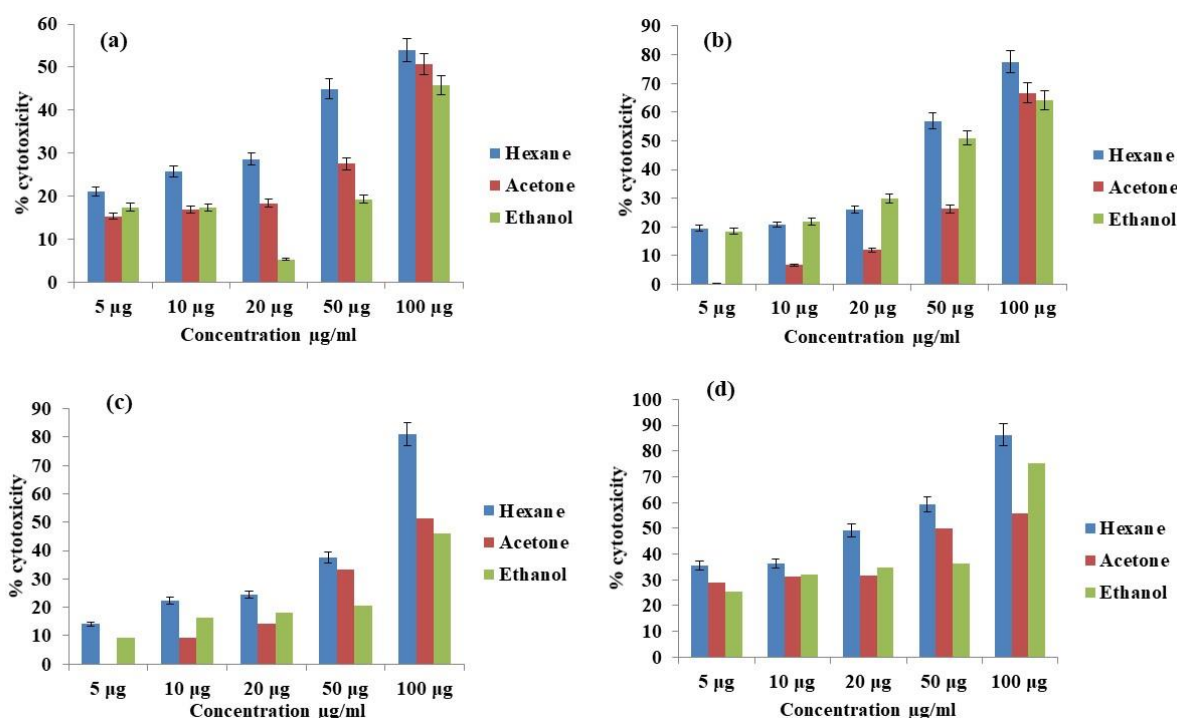 (a)
% cytotoxicity
60
50
40
30
20
10
0
5 µg 10 µg 20 µg 50 µg 100 µg
Concentration µg/ml
Hexane
Acetone
Ethanol
(b)
% cytotoxicity
90
80
70
60
50
40
30
20
10
0
5 µg 10 µg 20 µg 50 µg 100 µg
Concentration µg/ml
Hexane
Acetone
Ethanol
(c)
% cytotoxicity
90
80
70
60
50
40
30
20
10
0
5 µg 10 µg 20 µg 50 µg 100 µg
Concentration µg/ml
Hexane
Acetone
Ethanol
(d)
% cytotoxicity
100
90
80
70
60
50
40
30
20
10
0
5 µg 10 µg 20 µg 50 µg 100 µg
Concentration µg/ml
Hexane
Acetone
Ethanol